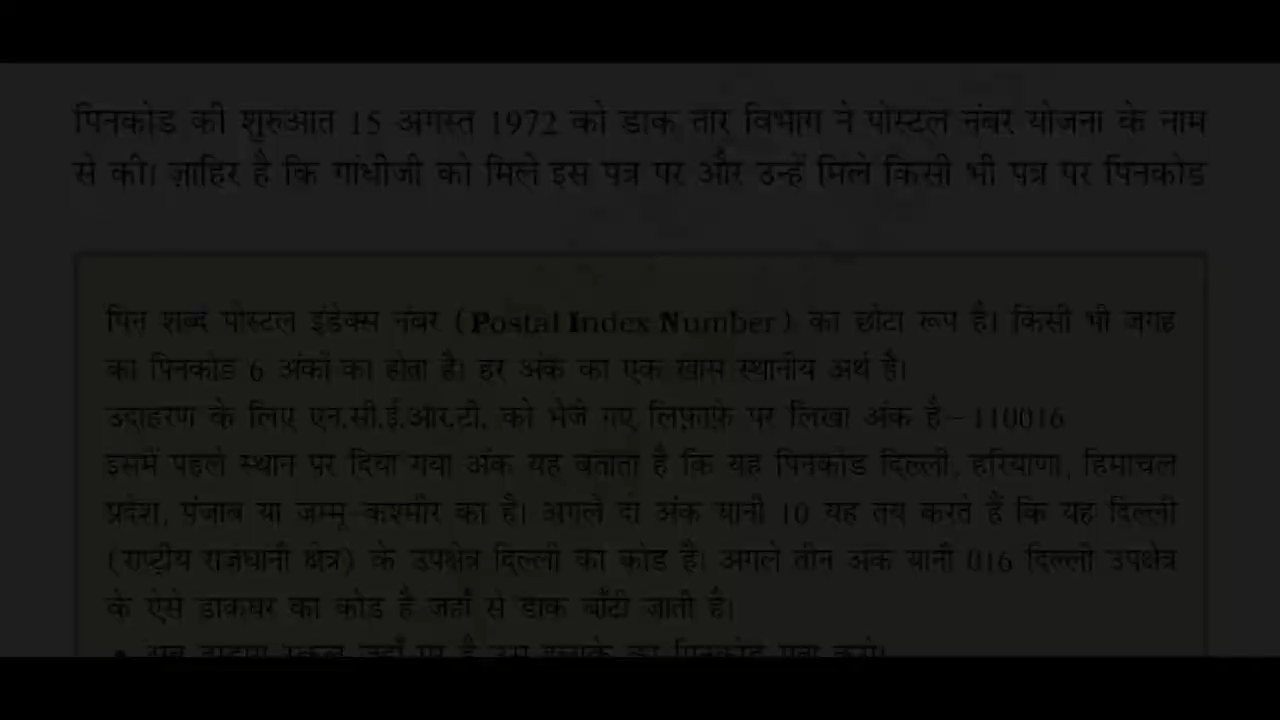 पिनकोड की शुरुआत 15 अगस्त 1972 को डाक तार विभाग ने पोस्टल नंबर योजना के नाम
से की। ज़ाहिर है कि गांधीजी को मिले इस पत्र पर और उन्हें मिले किसी भी पत्र पर पिनकोड
पिन शब्द पोस्टल इंडेक्स नंबर (Postal Index Number) का छोटा रूप है। किसी भी जगह
का पिनकोड 6 अंकों का होता है। हर अंक का एक खास स्थानीय अर्थ है।
उदाहरण के लिए एन.सी.ई.आर.टी. को भेजे गए लिफ़ाफ़े पर लिखा अंक है–110016
इसमें पहले स्थान पर दिया गया अंक यह बताता है कि यह पिनकोड दिल्ली, हरियाणा, हिमाचल
प्रदेश, पंजाब या जम्मू-कश्मीर का है। अगले दो अंक यानी 10 यह तय करते हैं कि यह दिल्ली
(राष्ट्रीय राजधानी क्षेत्र) के उपक्षेत्र दिल्ली का कोड है। अगले तीन अंक यानी 016 दिल्ली उपक्षेत्र
के ऐसे डाकघर का कोड है जहाँ से डाक बाँटी जाती है।